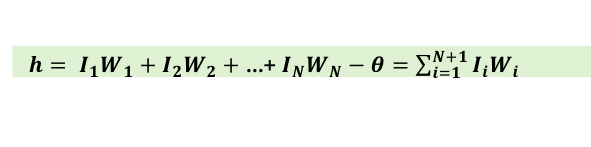 h = I₁W₁ + I₂W₂ + ...+ I_NW_N − θ = ∑_{i=1}^{N+1} I_iW_i